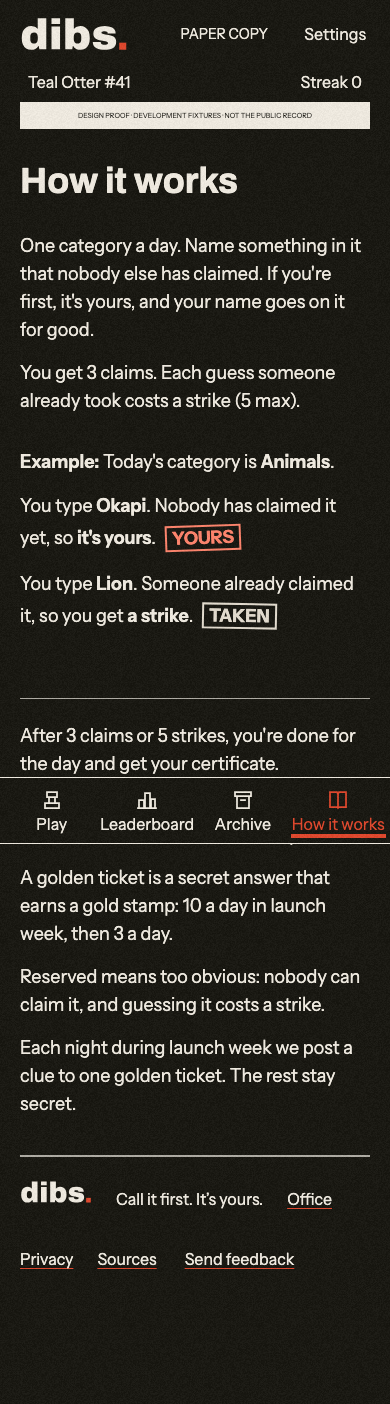 dibs.
PAPER COPY
Settings
Teal Otter #41
Streak 0
DESIGN PROOF · DEVELOPMENT FIXTURES · NOT THE PUBLIC RECORD
How it works
One category a day. Name something in it
that nobody else has claimed. If you're
first, it's yours, and your name goes on it
for good.
You get 3 claims. Each guess someone
already took costs a strike (5 max).
Example: Today's category is Animals.
You type Okapi. Nobody has claimed it
yet, so it's yours. YOURS
You type Lion. Someone already claimed
it, so you get a strike. TAKEN
After 3 claims or 5 strikes, you're done for
the day and get your certificate.
Play
Leaderboard
Archive
How it works
A golden ticket is a secret answer that
earns a gold stamp: 10 a day in launch
week, then 3 a day.
Reserved means too obvious: nobody can
claim it, and guessing it costs a strike.
Each night during launch week we post a
clue to one golden ticket. The rest stay
secret.
dibs.
Call it first. It's yours.
Office
Privacy
Sources
Send feedback